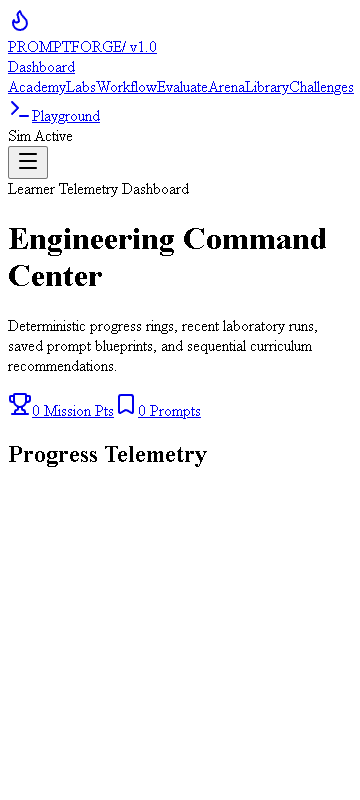 PROMPTFORGE/ v1.0
Dashboard
AcademyLabsWorkflowEvaluateArenaLibraryChallenges
Playground
Sim Active
Learner Telemetry Dashboard
Engineering Command
Center
Deterministic progress rings, recent laboratory runs,
saved prompt blueprints, and sequential curriculum
recommendations.
0 Mission Pts 0 Prompts
Progress Telemetry